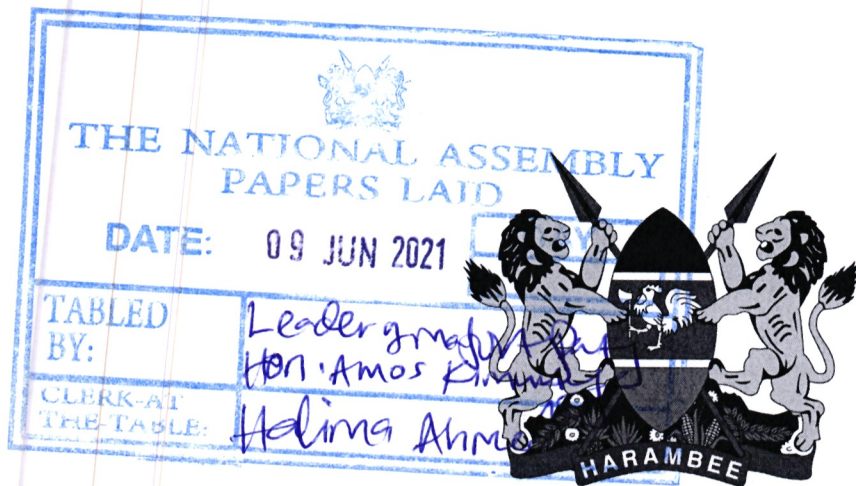 THE NATIONAL ASSEMBLY
PAPERS LAID
DATE: 09 JUN 2021
TABLED BY: Leader
Hon. Amos
CLERK-AT THE-TABLE: Halima
HARAMBEE